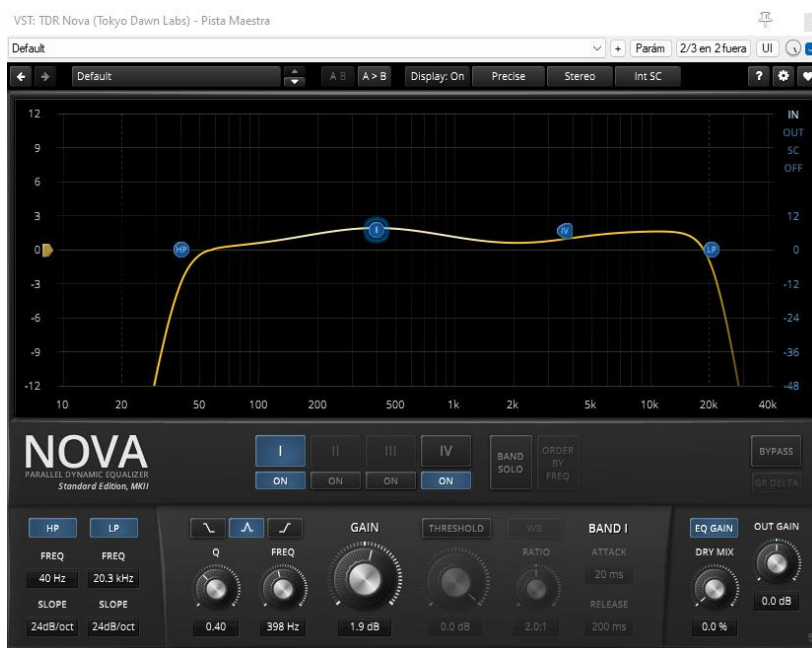 VST: TDR Nova (Tokyo Dawn Labs) - Pista Maestra
Default + Parám 2/3 en 2 fuera UI
Default A B A > B Display: On Precise Stereo Int SC ?
12 IN
OUT
9 SC
6 OFF
3 12
HP I IV LP
0 0
-3 -12
-6 -24
-9 -36
-12 -48
10 20 50 100 200 500 1k 2k 5k 10k 20k 40k
NOVA
PARALLEL DYNAMIC EQUALIZER
Standard Edition, MKII
I II III IV
ON ON ON ON
BAND
SOLO
ORDER
BY
FREQ
BYPASS
GR DELTA
HP LP
FREQ FREQ
40 Hz 20.3 kHz
SLOPE SLOPE
24dB/oct 24dB/oct
GAIN THRESHOLD WB BAND I
Q FREQ RATIO ATTACK
20 ms
RELEASE
0.40 398 Hz 1.9 dB 0.0 dB 2.0:1 200 ms
EQ GAIN OUT GAIN
DRY MIX
0.0 dB
0.0 %